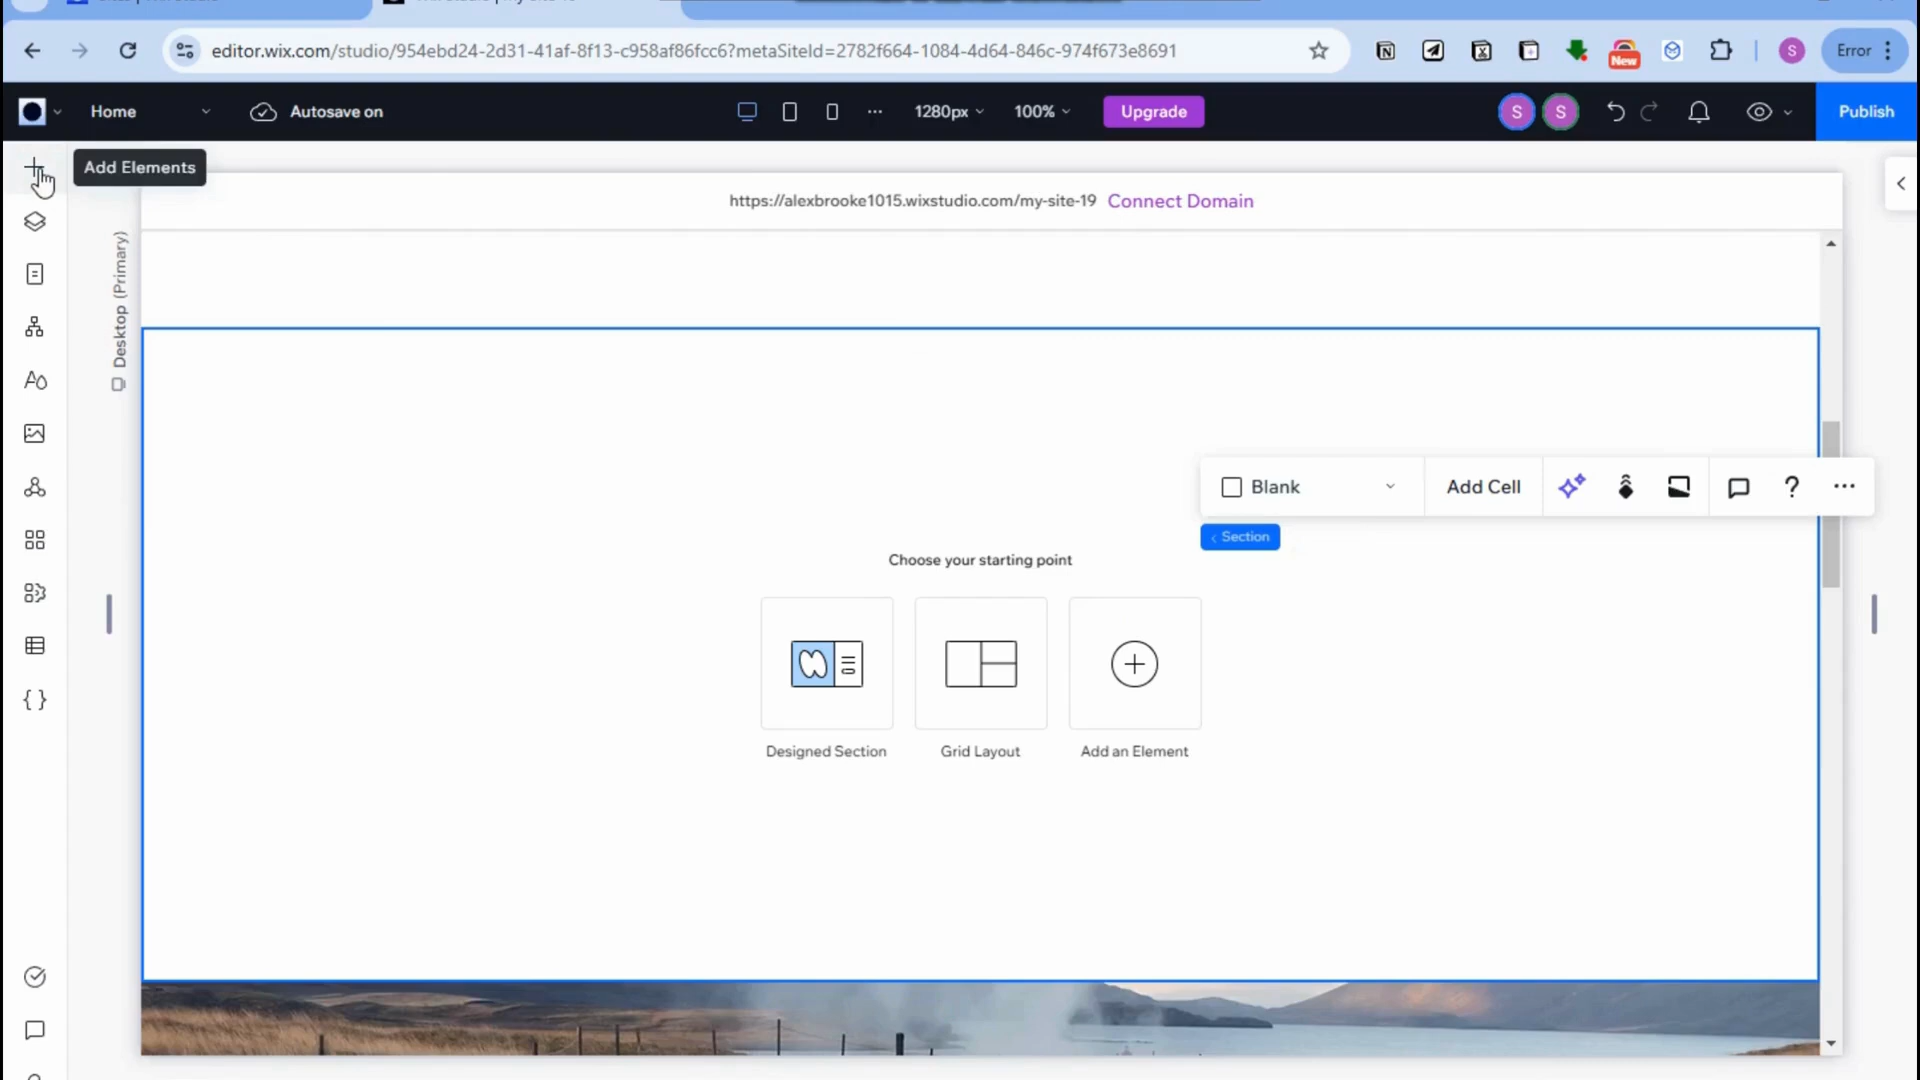 editor.wix.com/studio/954ebd24-2d31-41af-8f13-c958af86fcc6?metaSiteId=2782f664-1084-4d64-846c-974f673e8691
New
S
Error
Home
Autosave on
1280px
100%
Upgrade
S
S
Publish
Add Elements
https://alexbrooke1015.wixstudio.com/my-site-19 Connect Domain
Desktop (Primary)
Blank
Add Cell
Section
Choose your starting point
Designed Section
Grid Layout
Add an Element